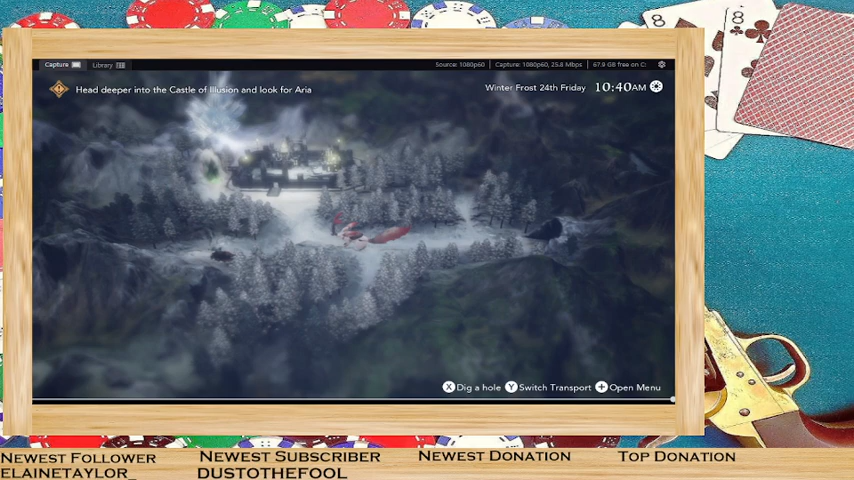 8 8
Capture Library Source: 1080p60 Capture: 1080p60, 25.8 Mbps 67.9 GB free on C:
Head deeper into the Castle of Illusion and look for Aria
Winter Frost 24th Friday 10:40AM
X Dig a hole Y Switch Transport + Open Menu
Newest Follower Newest Subscriber Newest Donation Top Donation
ELAINETAYLOR_ DUSTOTHEFOOL